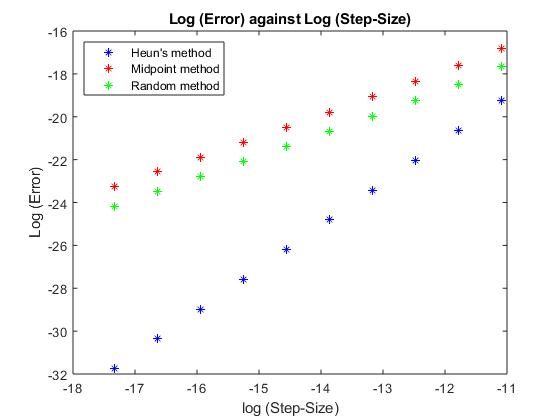 Log (Error) against Log (Step-Size)
Heun's method
Midpoint method
Random method
Log (Error)
-16
-18
-20
-22
-24
-26
-28
-30
-32
-18
-17
-16
-15
-14
-13
-12
-11
log (Step-Size)